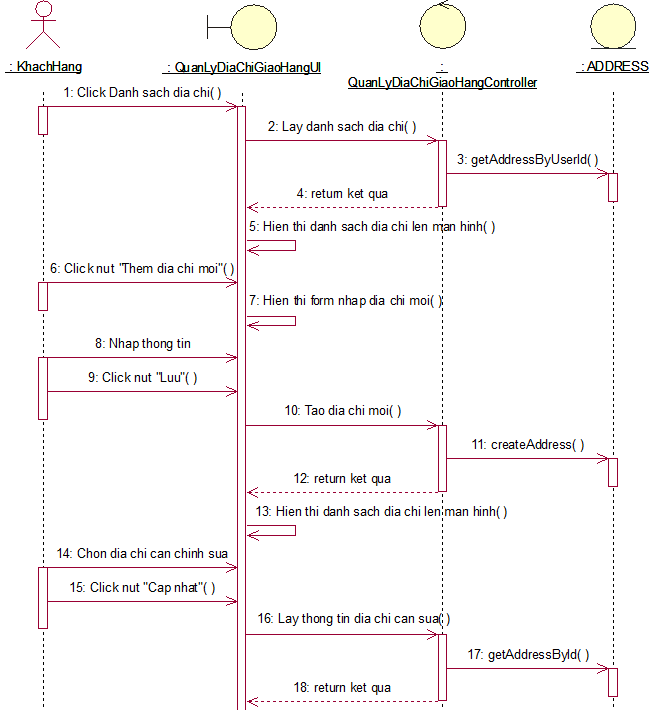 : KhachHang
: QuanLyDiaChiGiaoHangUI
:
QuanLyDiaChiGiaoHangController
: ADDRESS
1: Click Danh sach dia chi( )
2: Lay danh sach dia chi( )
3: getAddressByUserId( )
4: return ket qua
5: Hien thi danh sach dia chi len man hinh( )
6: Click nut "Them dia chi moi"( )
7: Hien thi form nhap dia chi moi( )
8: Nhap thong tin
9: Click nut "Luu"( )
10: Tao dia chi moi( )
11: createAddress( )
12: return ket qua
13: Hien thi danh sach dia chi len man hinh( )
14: Chon dia chi can chinh sua
15: Click nut "Cap nhat"( )
16: Lay thong tin dia chi can sua( )
17: getAddressById( )
18: return ket qua